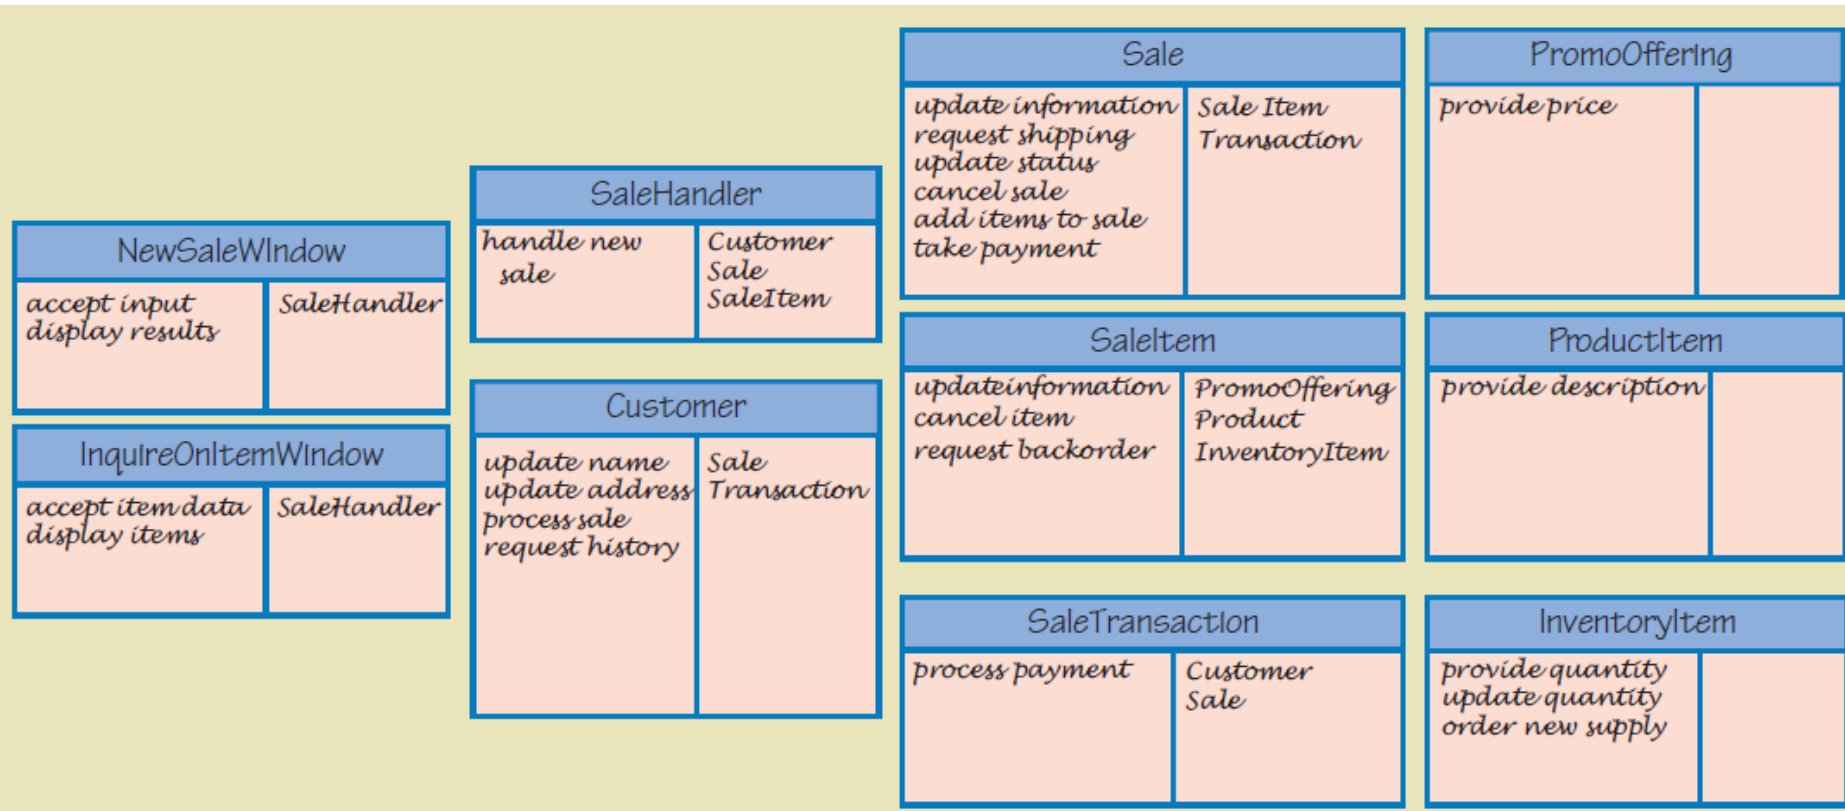 NewSaleWindow
accept input
display results
SaleHandler
InquireOnItemWindow
accept item data
display items
SaleHandler
SaleHandler
handle new
sale
Customer
Sale
SaleItem
Customer
update name
update address
process sale
request history
Sale
Transaction
Sale
update information
request shipping
update status
cancel sale
add items to sale
take payment
Sale Item
Transaction
SaleItem
updateinformation
cancel item
request backorder
PromoOffering
Product
InventoryItem
SaleTransaction
process payment
Customer
Sale
PromoOffering
provide price
ProductItem
provide description
InventoryItem
provide quantity
update quantity
order new supply